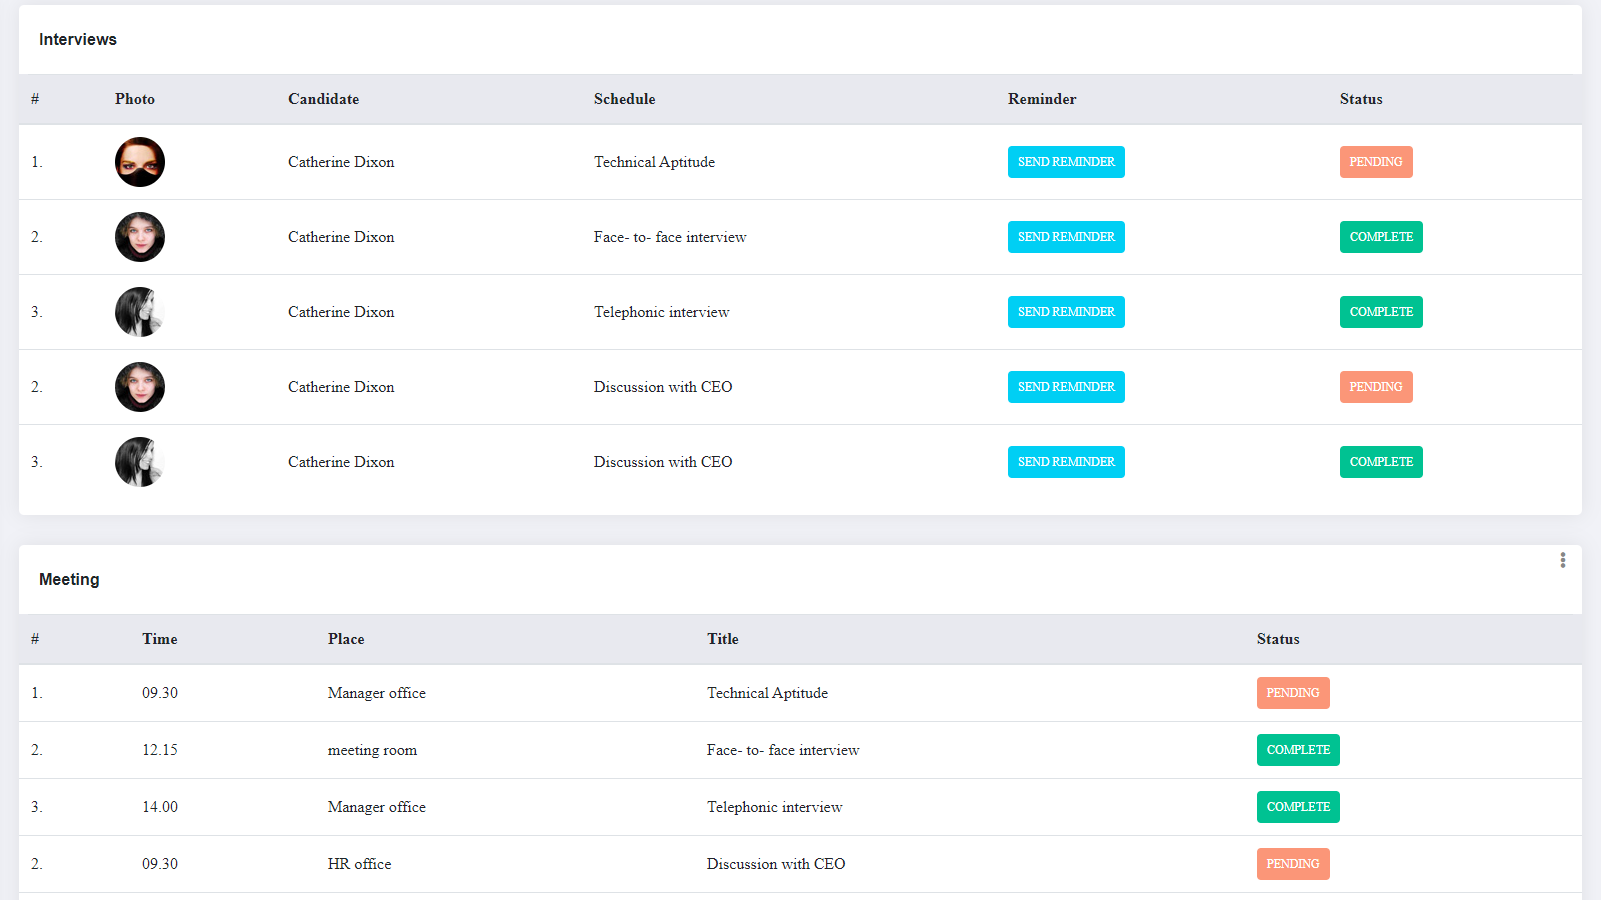 Interviews
# Photo Candidate Schedule Reminder Status
1. Catherine Dixon Technical Aptitude SEND REMINDER PENDING
2. Catherine Dixon Face- to- face interview SEND REMINDER COMPLETE
3. Catherine Dixon Telephonic interview SEND REMINDER COMPLETE
2. Catherine Dixon Discussion with CEO SEND REMINDER PENDING
3. Catherine Dixon Discussion with CEO SEND REMINDER COMPLETE
Meeting
# Time Place Title Status
1. 09.30 Manager office Technical Aptitude PENDING
2. 12.15 meeting room Face- to- face interview COMPLETE
3. 14.00 Manager office Telephonic interview COMPLETE
2. 09.30 HR office Discussion with CEO PENDING